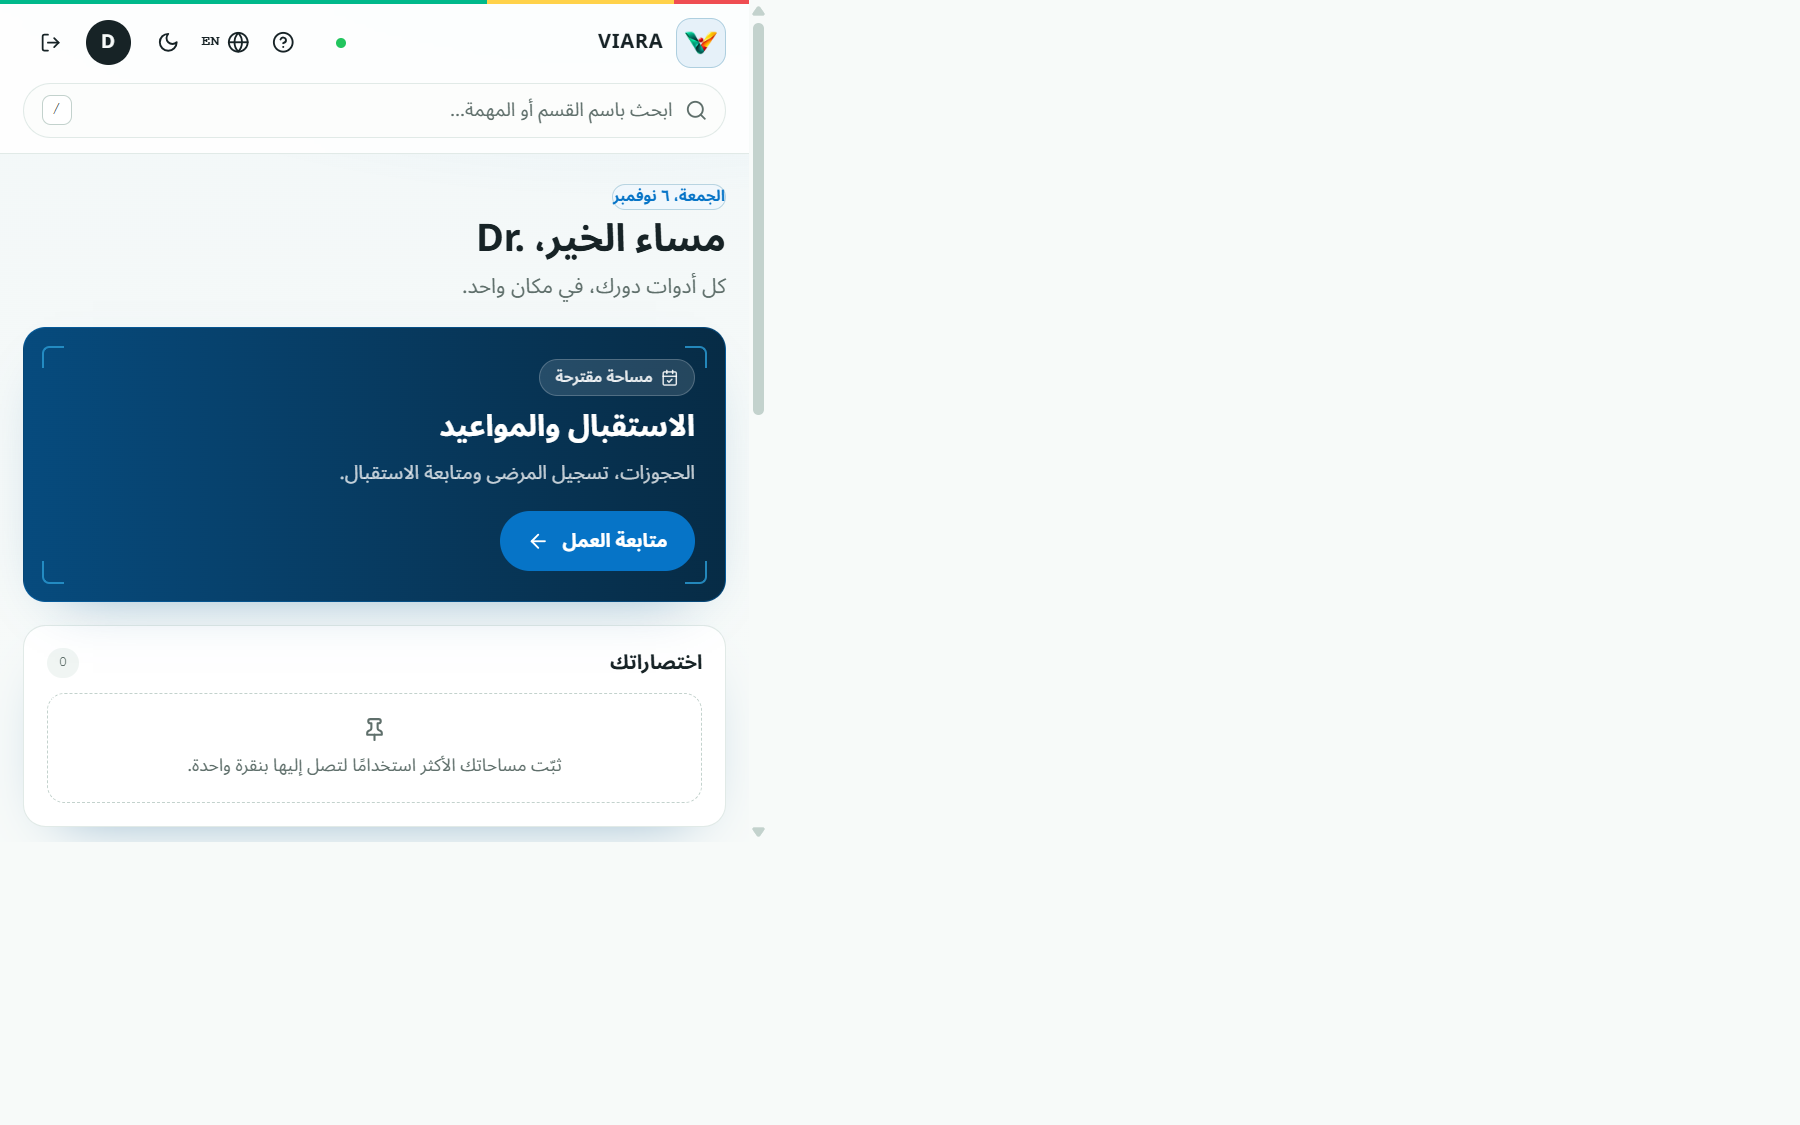 VIARA
EN
D
ابحث باسم القسم أو المهمة...
/
الجمعة، ٦ نوفمبر
مساء الخير، Dr.
كل أدوات دورك، في مكان واحد.
مساحة مقترحة
الاستقبال والمواعيد
الحجوزات، تسجيل المرضى ومتابعة الاستقبال.
متابعة العمل
اختصاراتك
0
ثبّت مساحاتك الأكثر استخدامًا لتصل إليها بنقرة واحدة.